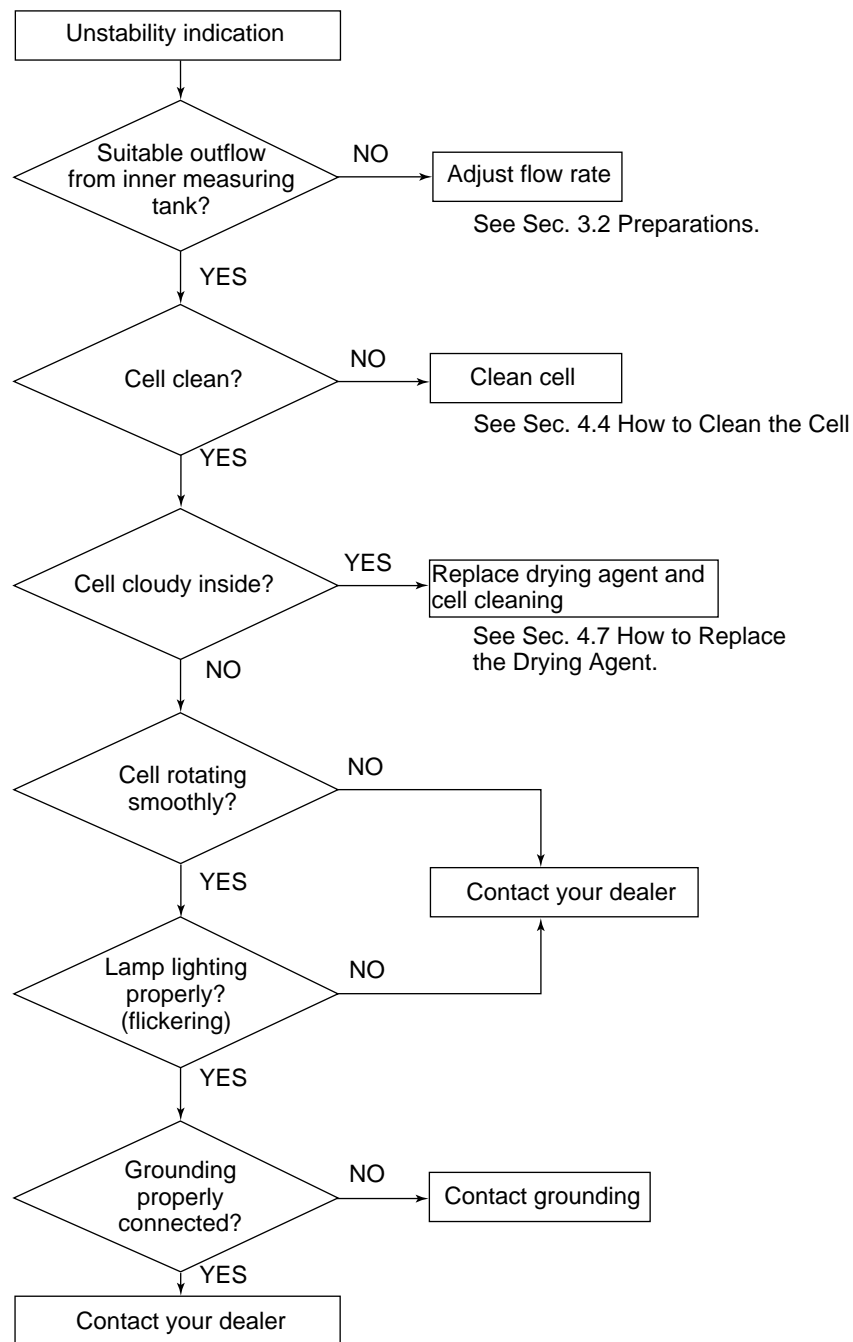 Unstability indication
Suitable outflow
from inner measuring
tank?
NO
Adjust flow rate
See Sec. 3.2 Preparations.
YES
Cell clean?
NO
Clean cell
See Sec. 4.4 How to Clean the Cell
YES
Cell cloudy inside?
YES
Replace drying agent and
cell cleaning
See Sec. 4.7 How to Replace
the Drying Agent.
NO
Cell rotating
smoothly?
NO
YES
Contact your dealer
Lamp lighting
properly?
(flickering)
NO
YES
Grounding
properly
connected?
NO
Contact grounding
YES
Contact your dealer